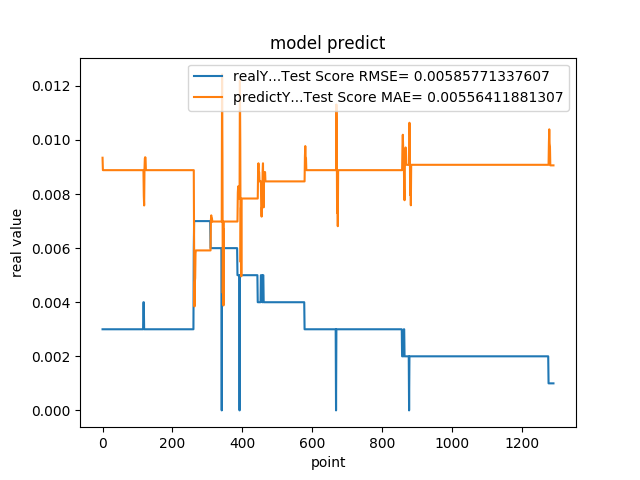 model predict
realY...Test Score RMSE= 0.00585771337607
predictY...Test Score MAE= 0.00556411881307
0.012
0.010
0.008
0.006
0.004
0.002
0.000
real value
0 200 400 600 800 1000 1200
point